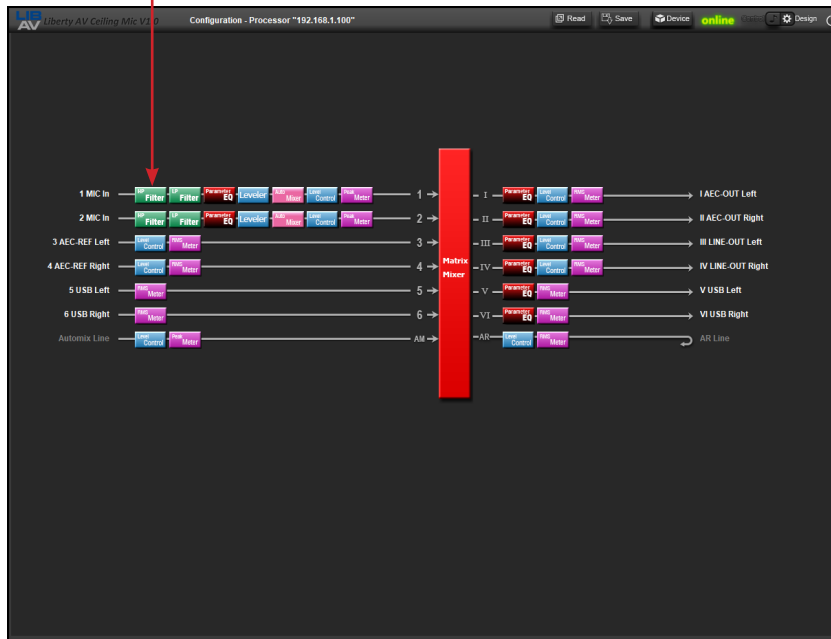 LIB AV Liberty AV Ceiling Mic V1.0 Configuration - Processor "192.168.1.100" Read Save Device online Design
1 MIC In HP Filter LP Filter Parameter EQ Leveler Auto Mixer Level Control Peak Meter 1 I Parameter EQ Level Control RMS Meter I AEC-OUT Left
2 MIC In HP Filter LP Filter Parameter EQ Leveler Auto Mixer Level Control Peak Meter 2 II Parameter EQ Level Control RMS Meter II AEC-OUT Right
3 AEC-REF Left Level Control RMS Meter 3 III Parameter EQ Level Control RMS Meter III LINE-OUT Left
4 AEC-REF Right Level Control RMS Meter 4 Matrix Mixer IV Parameter EQ Level Control RMS Meter IV LINE-OUT Right
5 USB Left RMS Meter 5 V Parameter EQ RMS Meter V USB Left
6 USB Right RMS Meter 6 VI Parameter EQ RMS Meter VI USB Right
Automix Line Level Control Peak Meter AM AR Level Control RMS Meter AR Line